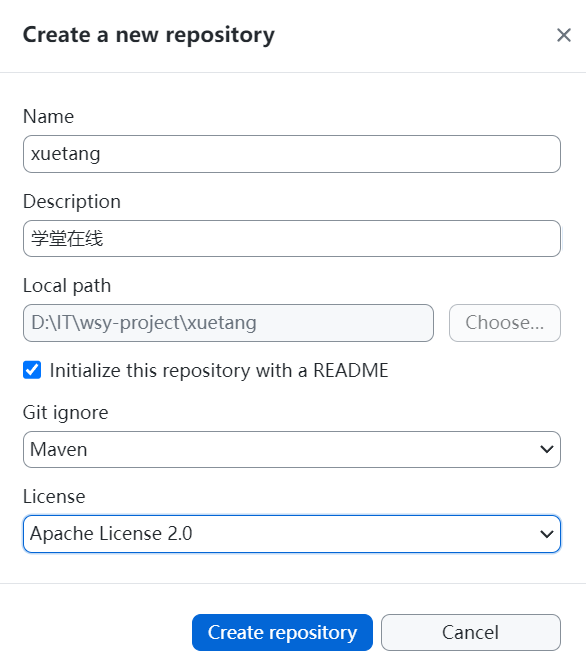 Create a new repository
Name
xuetang
Description
学堂在线
Local path
D:\IT\wsy-project\xuetang
Choose...
Initialize this repository with a README
Git ignore
Maven
License
Apache License 2.0
Create repository
Cancel